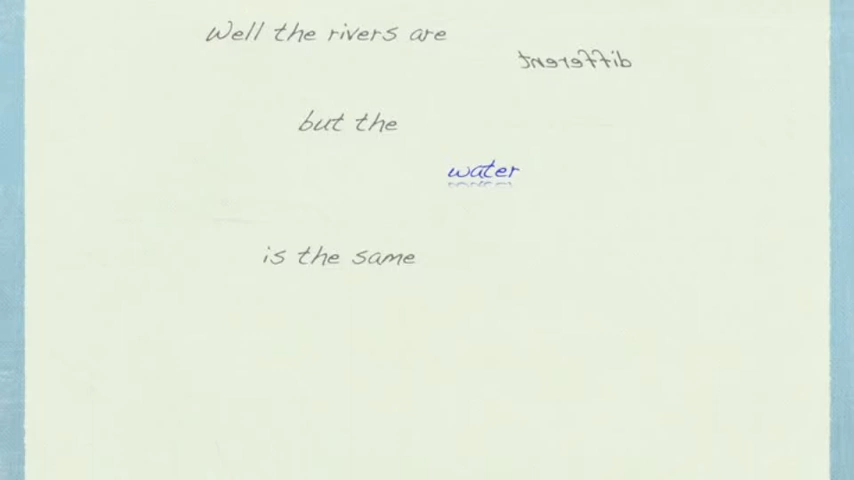 Well the rivers are
different
but the
water
is the same